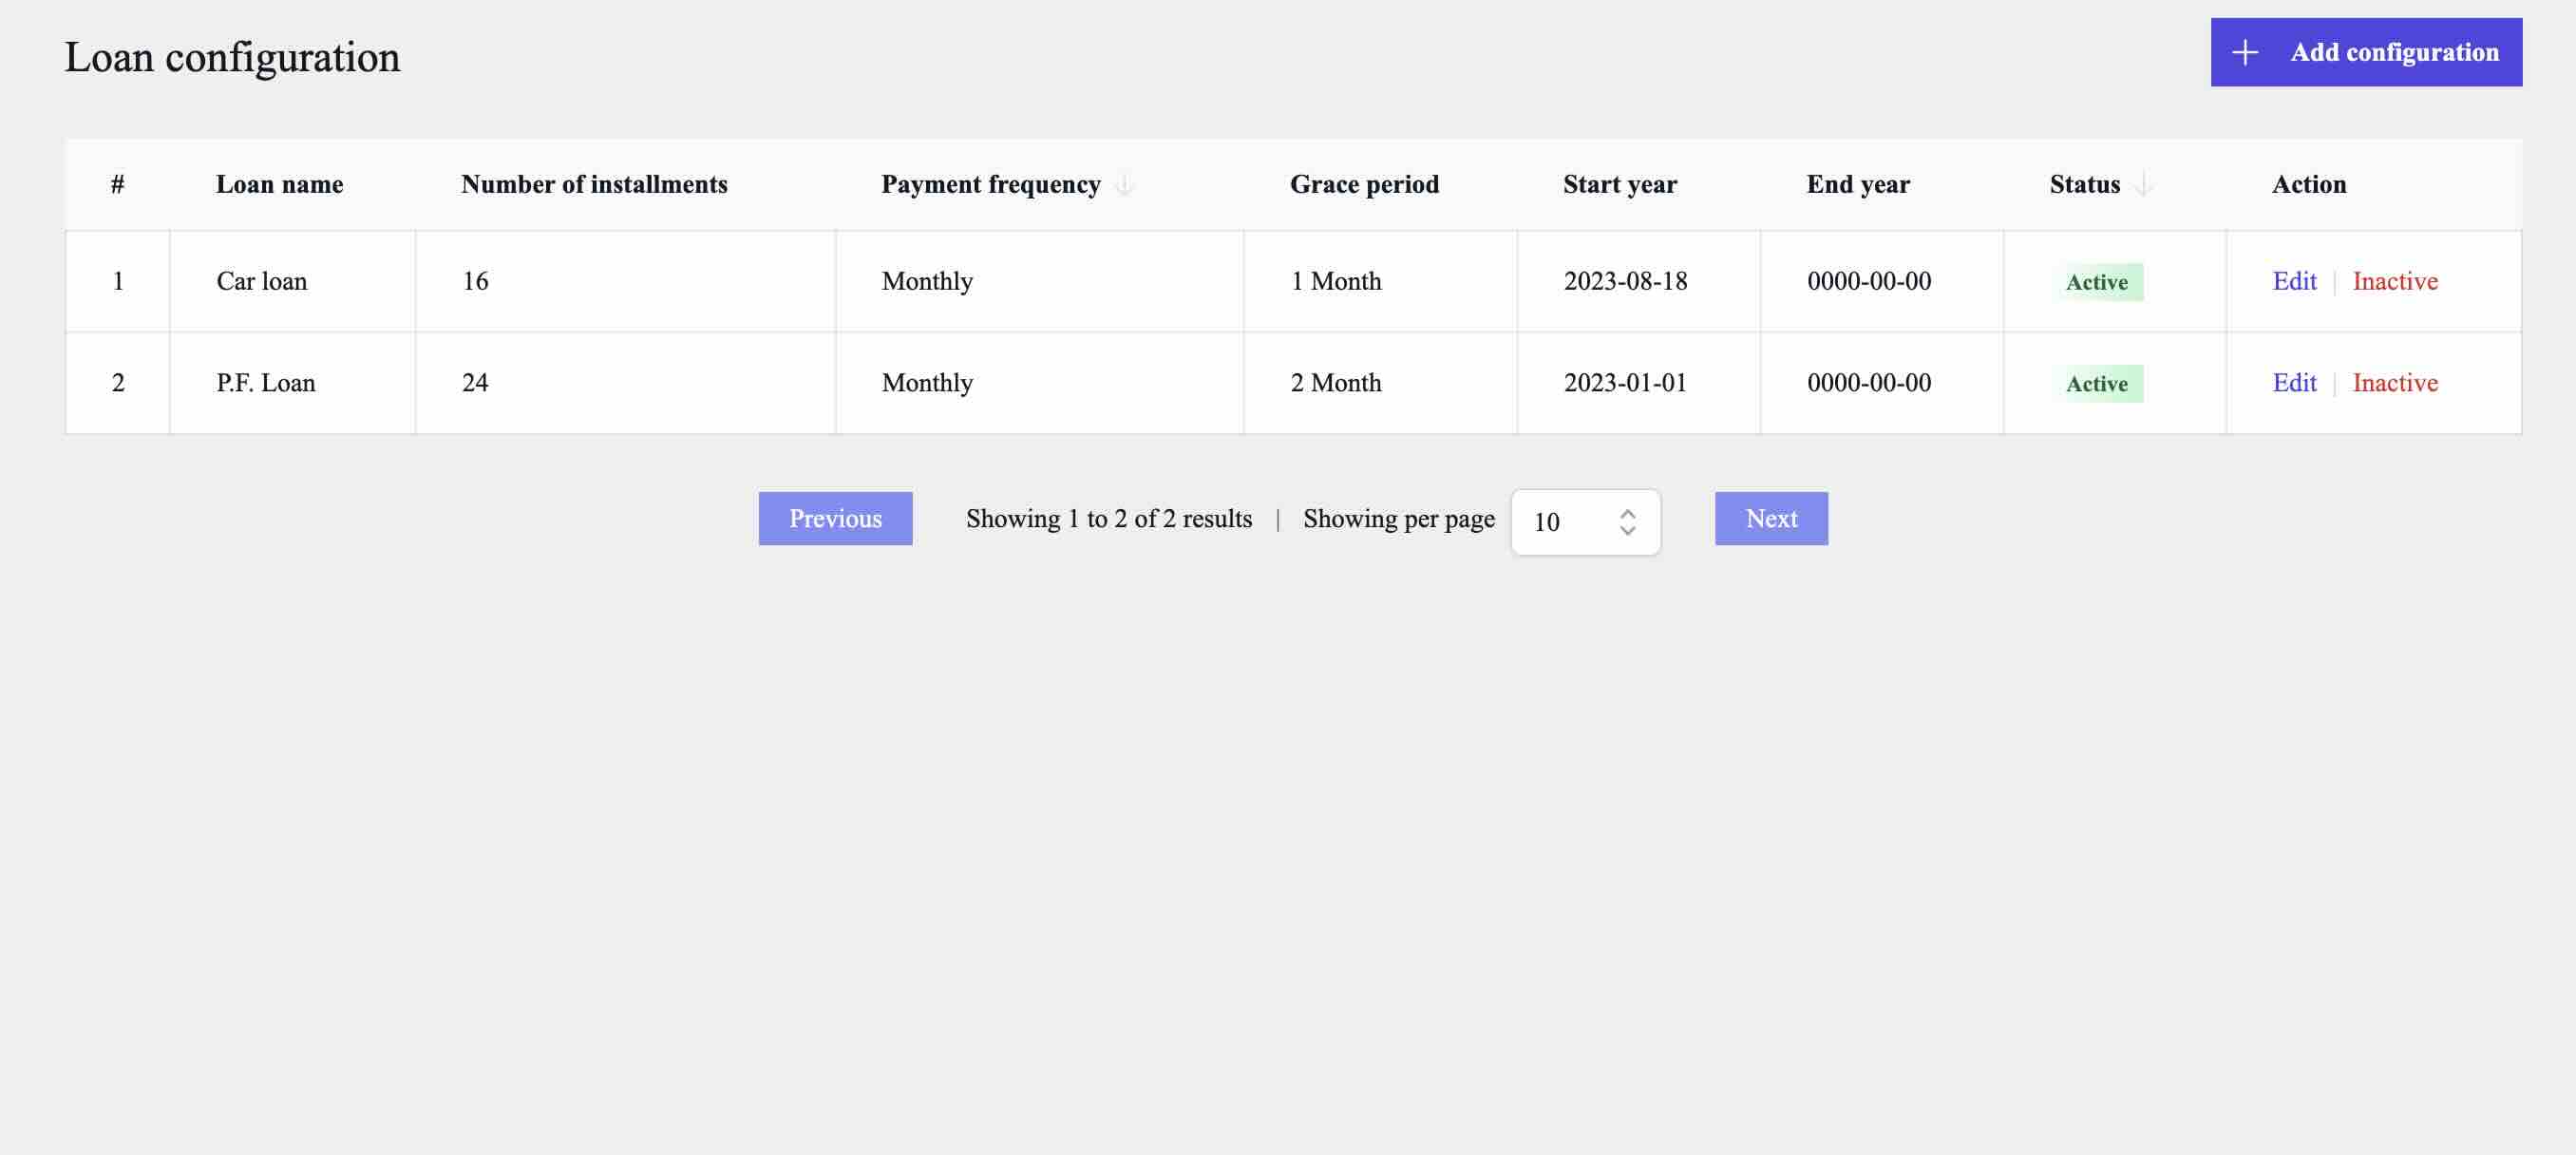 Loan configuration
+ Add configuration
# Loan name Number of installments Payment frequency ↓ Grace period Start year End year Status ↓ Action
1 Car loan 16 Monthly 1 Month 2023-08-18 0000-00-00 Active Edit | Inactive
2 P.F. Loan 24 Monthly 2 Month 2023-01-01 0000-00-00 Active Edit | Inactive
Previous Showing 1 to 2 of 2 results | Showing per page 10 Next